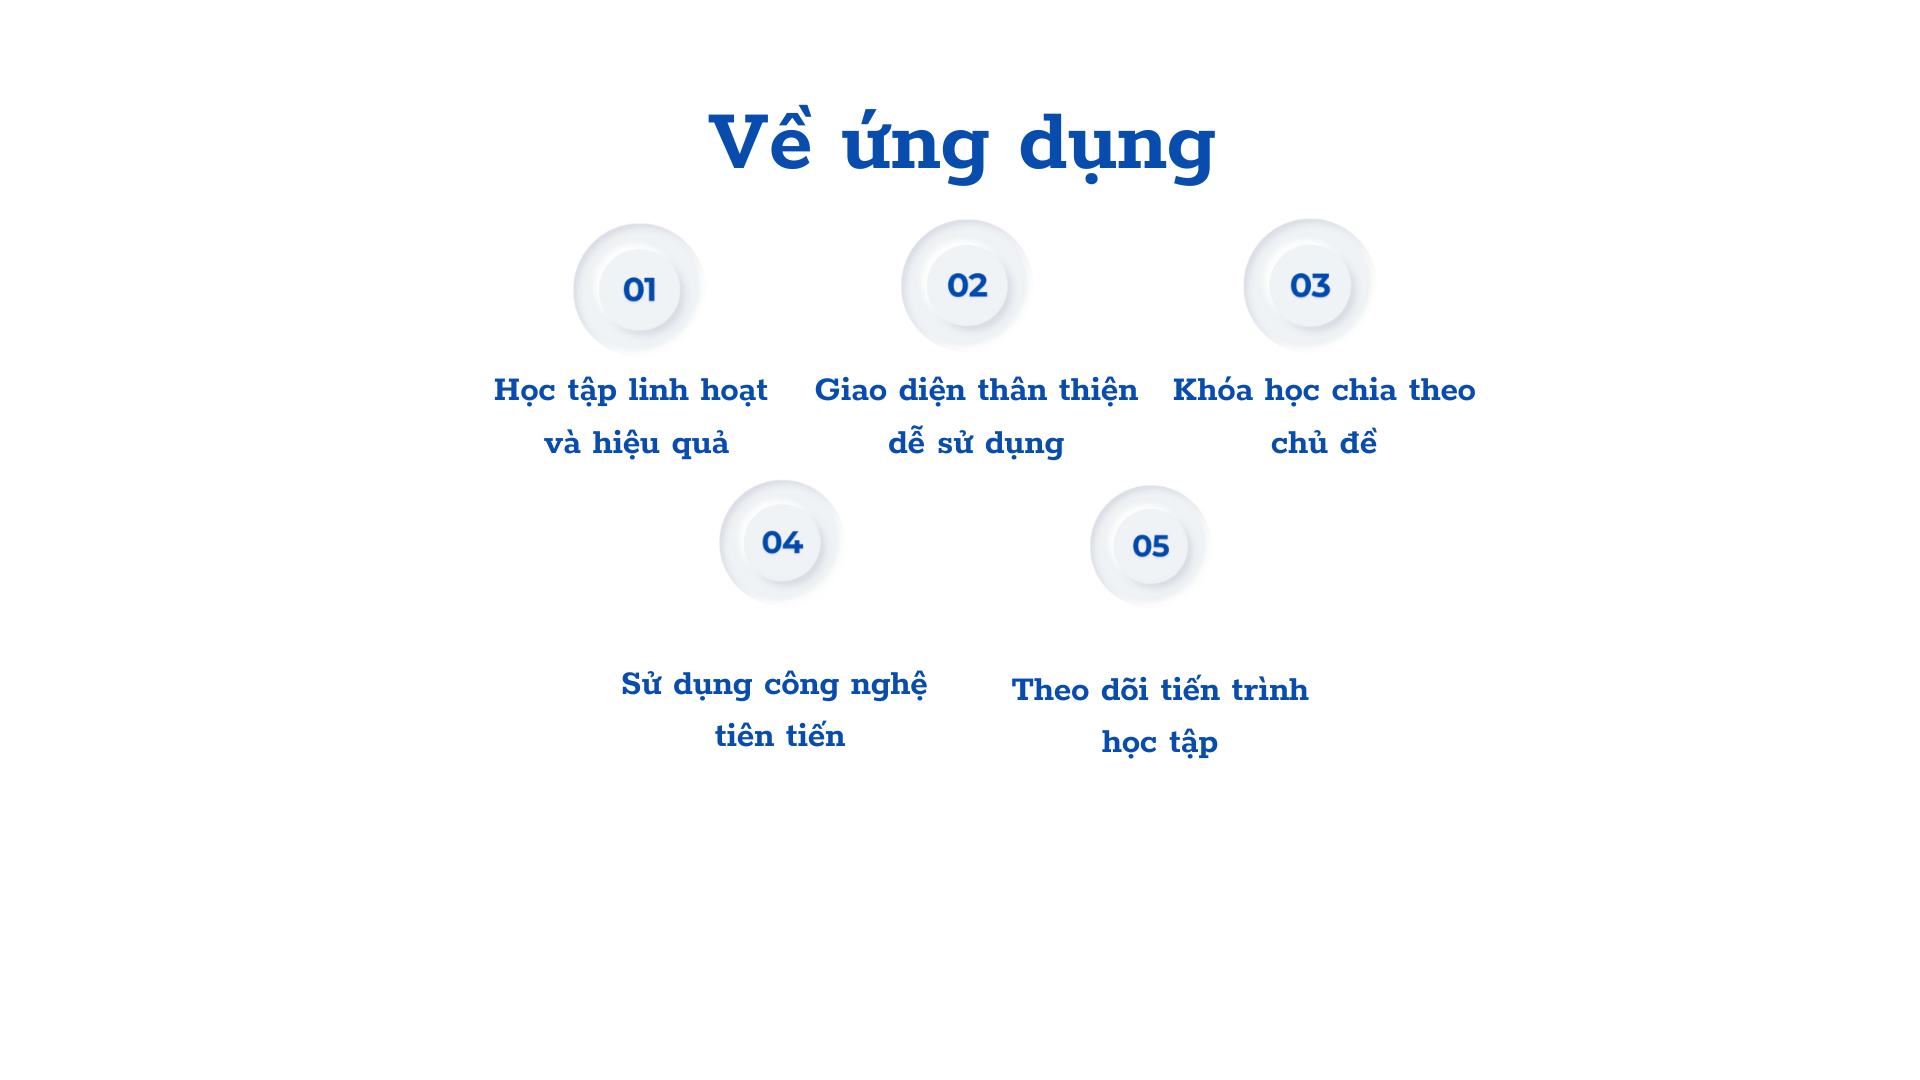 Về ứng dụng
01
Học tập linh hoạt
và hiệu quả
02
Giao diện thân thiện
dễ sử dụng
03
Khóa học chia theo
chủ đề
04
Sử dụng công nghệ
tiên tiến
05
Theo dõi tiến trình
học tập